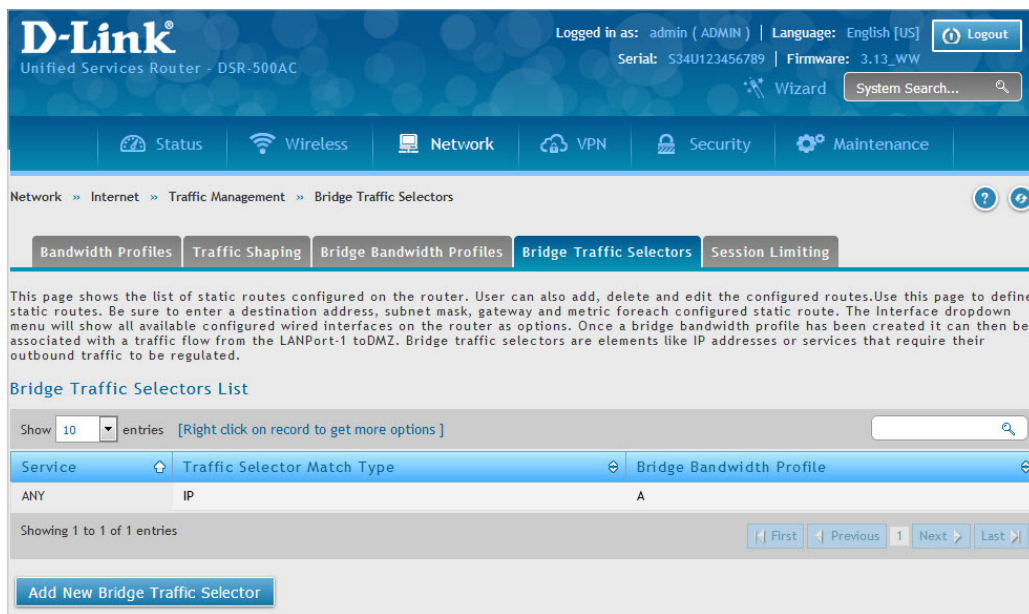 D-Link®
Unified Services Router - DSR-500AC
Logged in as: admin ( ADMIN ) | Language: English [US]
Logout
Serial: S34U123456789 | Firmware: 3.13_WW
Wizard
System Search...
Status
Wireless
Network
VPN
Security
Maintenance
Network » Internet » Traffic Management » Bridge Traffic Selectors
?
Bandwidth Profiles
Traffic Shaping
Bridge Bandwidth Profiles
Bridge Traffic Selectors
Session Limiting
This page shows the list of static routes configured on the router. User can also add, delete and edit the configured routes.Use this page to define
static routes. Be sure to enter a destination address, subnet mask, gateway and metric foreach configured static route. The Interface dropdown
menu will show all available configured wired interfaces on the router as options. Once a bridge bandwidth profile has been created it can then be
associated with a traffic flow from the LANPort-1 toDMZ. Bridge traffic selectors are elements like IP addresses or services that require their
outbound traffic to be regulated.
Bridge Traffic Selectors List
Show 10 entries [Right click on record to get more options ]
Service Traffic Selector Match Type Bridge Bandwidth Profile
ANY IP A
Showing 1 to 1 of 1 entries
First Previous 1 Next Last
Add New Bridge Traffic Selector